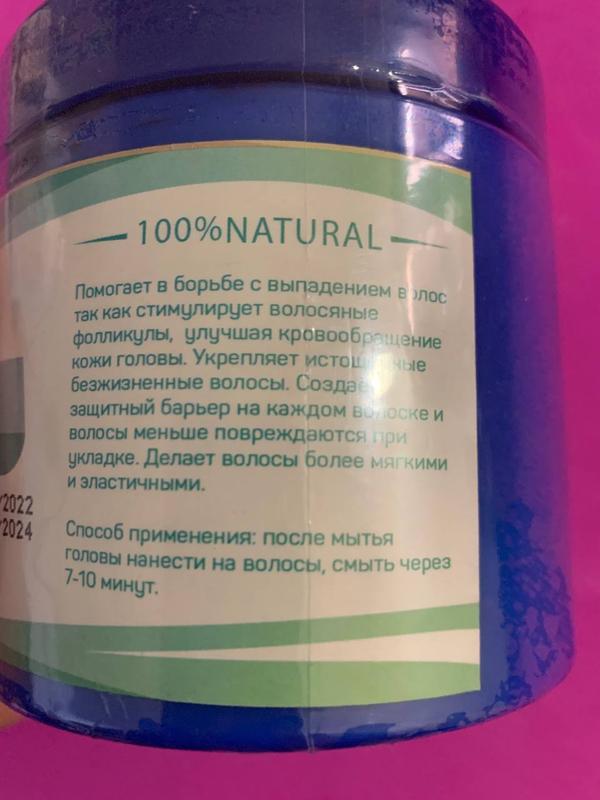 100%NATURAL
Помогает в борьбе с выпадением волос
так как стимулирует волосяные
фолликулы, улучшая кровообращение
кожи головы. Укрепляет
безжизненные волосы. Создае
защитный барьер на каждом волоске и
волосы меньше повреждаются при
укладке. Делает волосы более мягкими
и эластичными.
/2022
/2024
Способ применения: после мытья
головы нанести на волосы, смыть через
7-10 минут.